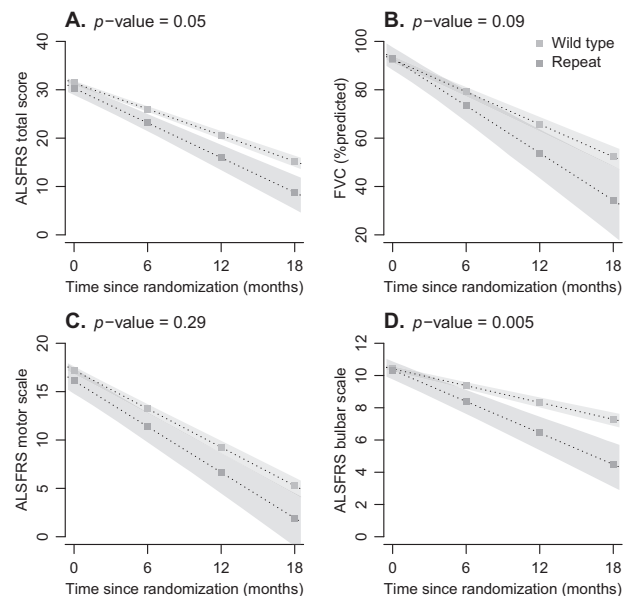 A. p−value = 0.05
ALSFRS total score
40
30
20
10
0
0 6 12 18
Time since randomization (months)
B. p−value = 0.09
Wild type
Repeat
FVC (%predicted)
100
80
60
40
20
0 6 12 18
Time since randomization (months)
C. p−value = 0.29
ALSFRS motor scale
20
15
10
5
0
0 6 12 18
Time since randomization (months)
D. p−value = 0.005
ALSFRS bulbar scale
12
10
8
6
4
2
0
0 6 12 18
Time since randomization (months)